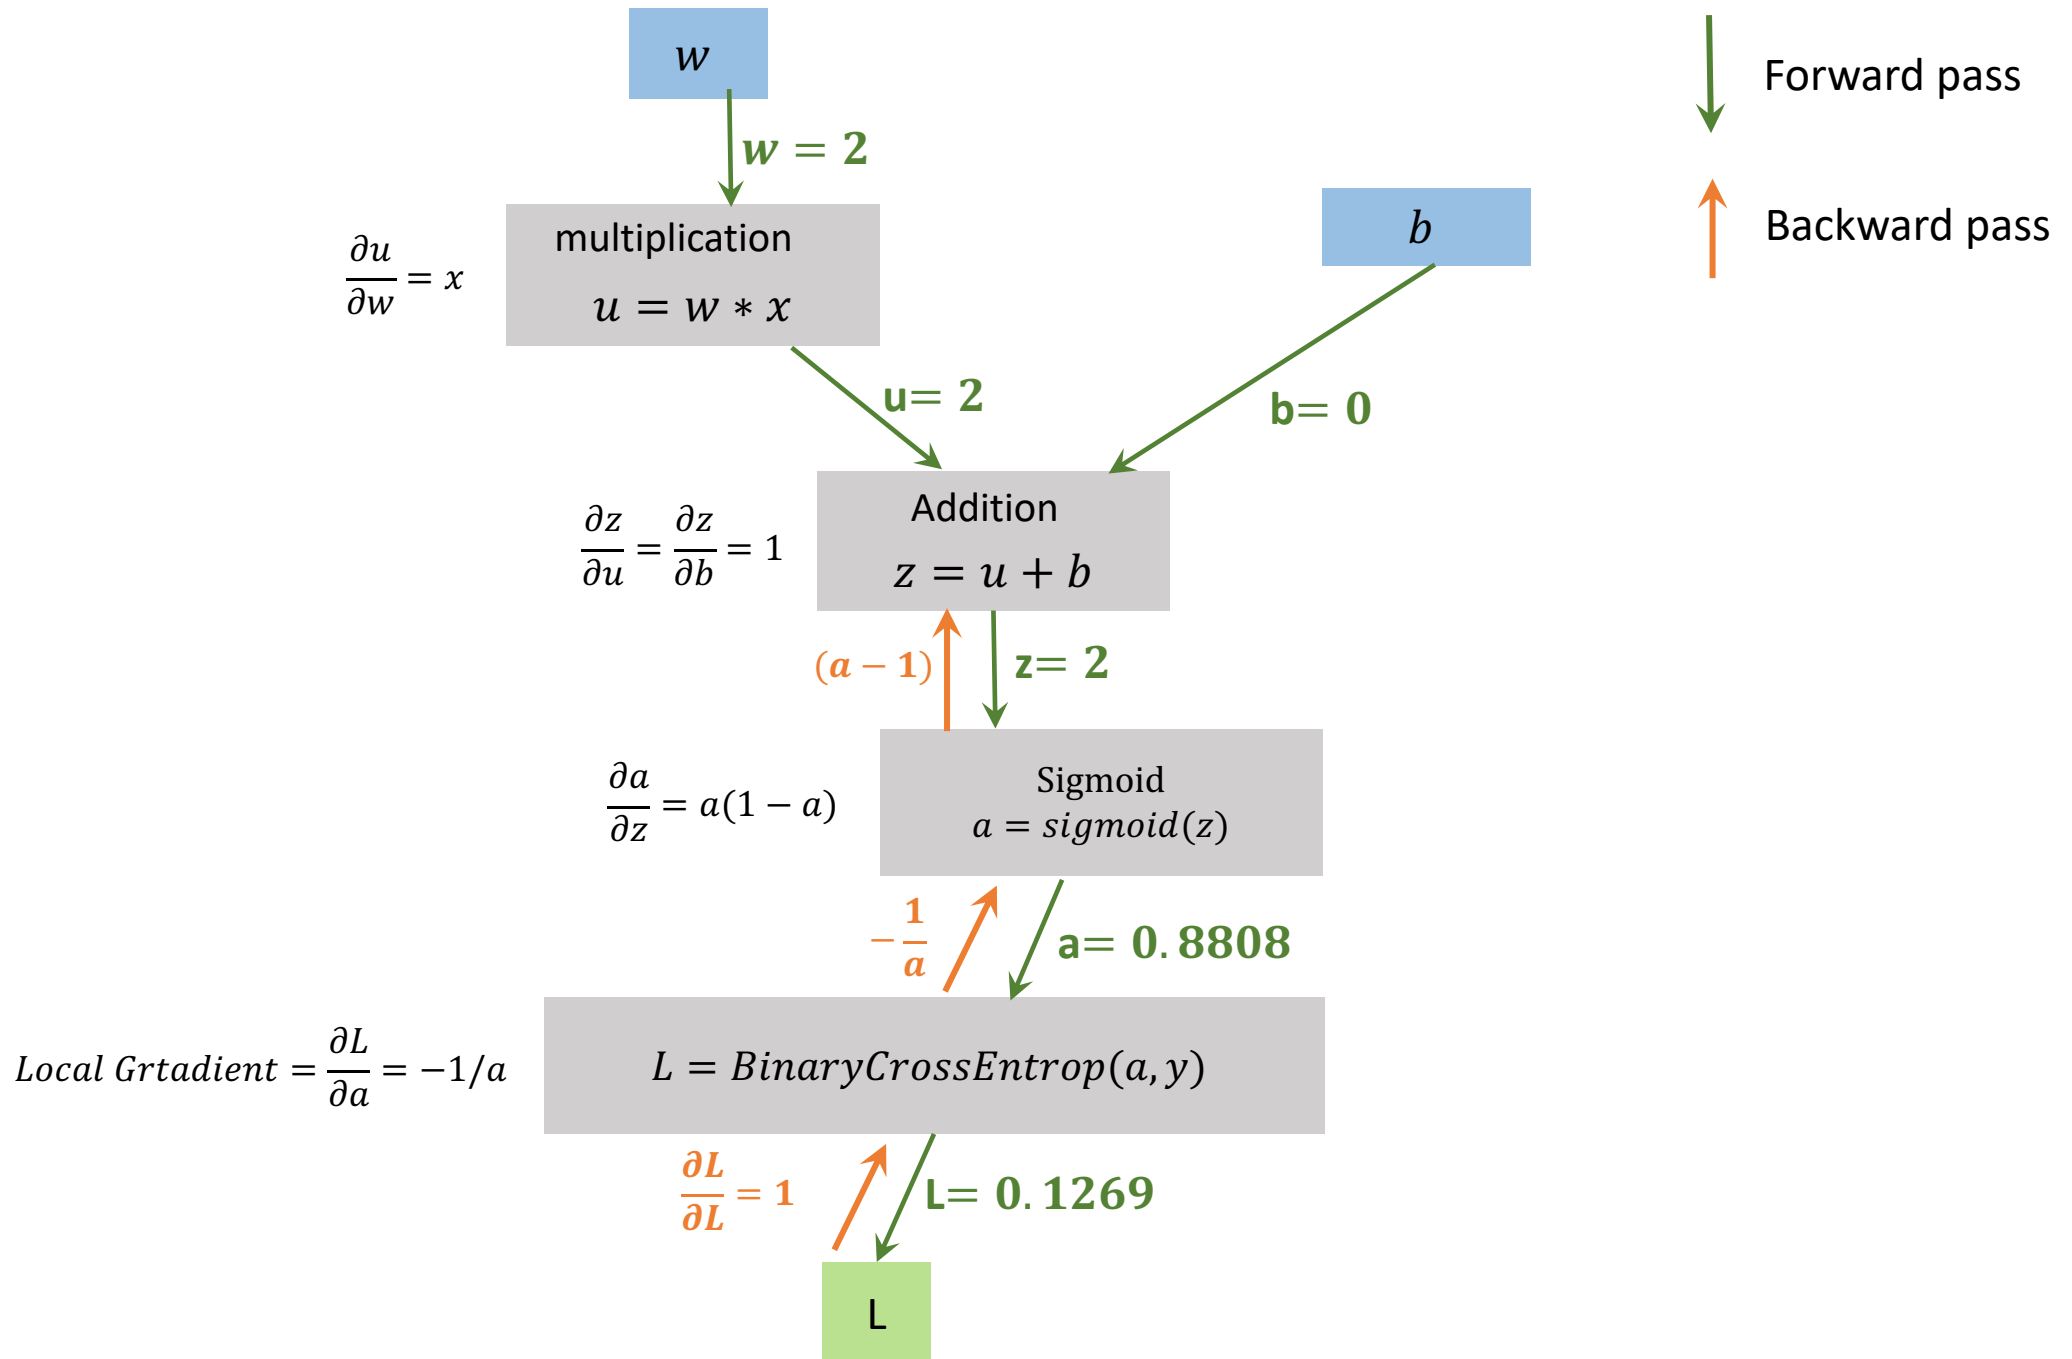 w
Forward pass
w = 2
b
Backward pass
multiplication
u = w * x
∂u/∂w = x
u= 2
b= 0
Addition
z = u + b
∂z/∂u = ∂z/∂b = 1
(a − 1)
z= 2
Sigmoid
a = sigmoid(z)
∂a/∂z = a(1 − a)
−1/a
a= 0.8808
Local Grtadient = ∂L/∂a = −1/a
L = BinaryCrossEntrop(a, y)
∂L/∂L = 1
L= 0.1269
L